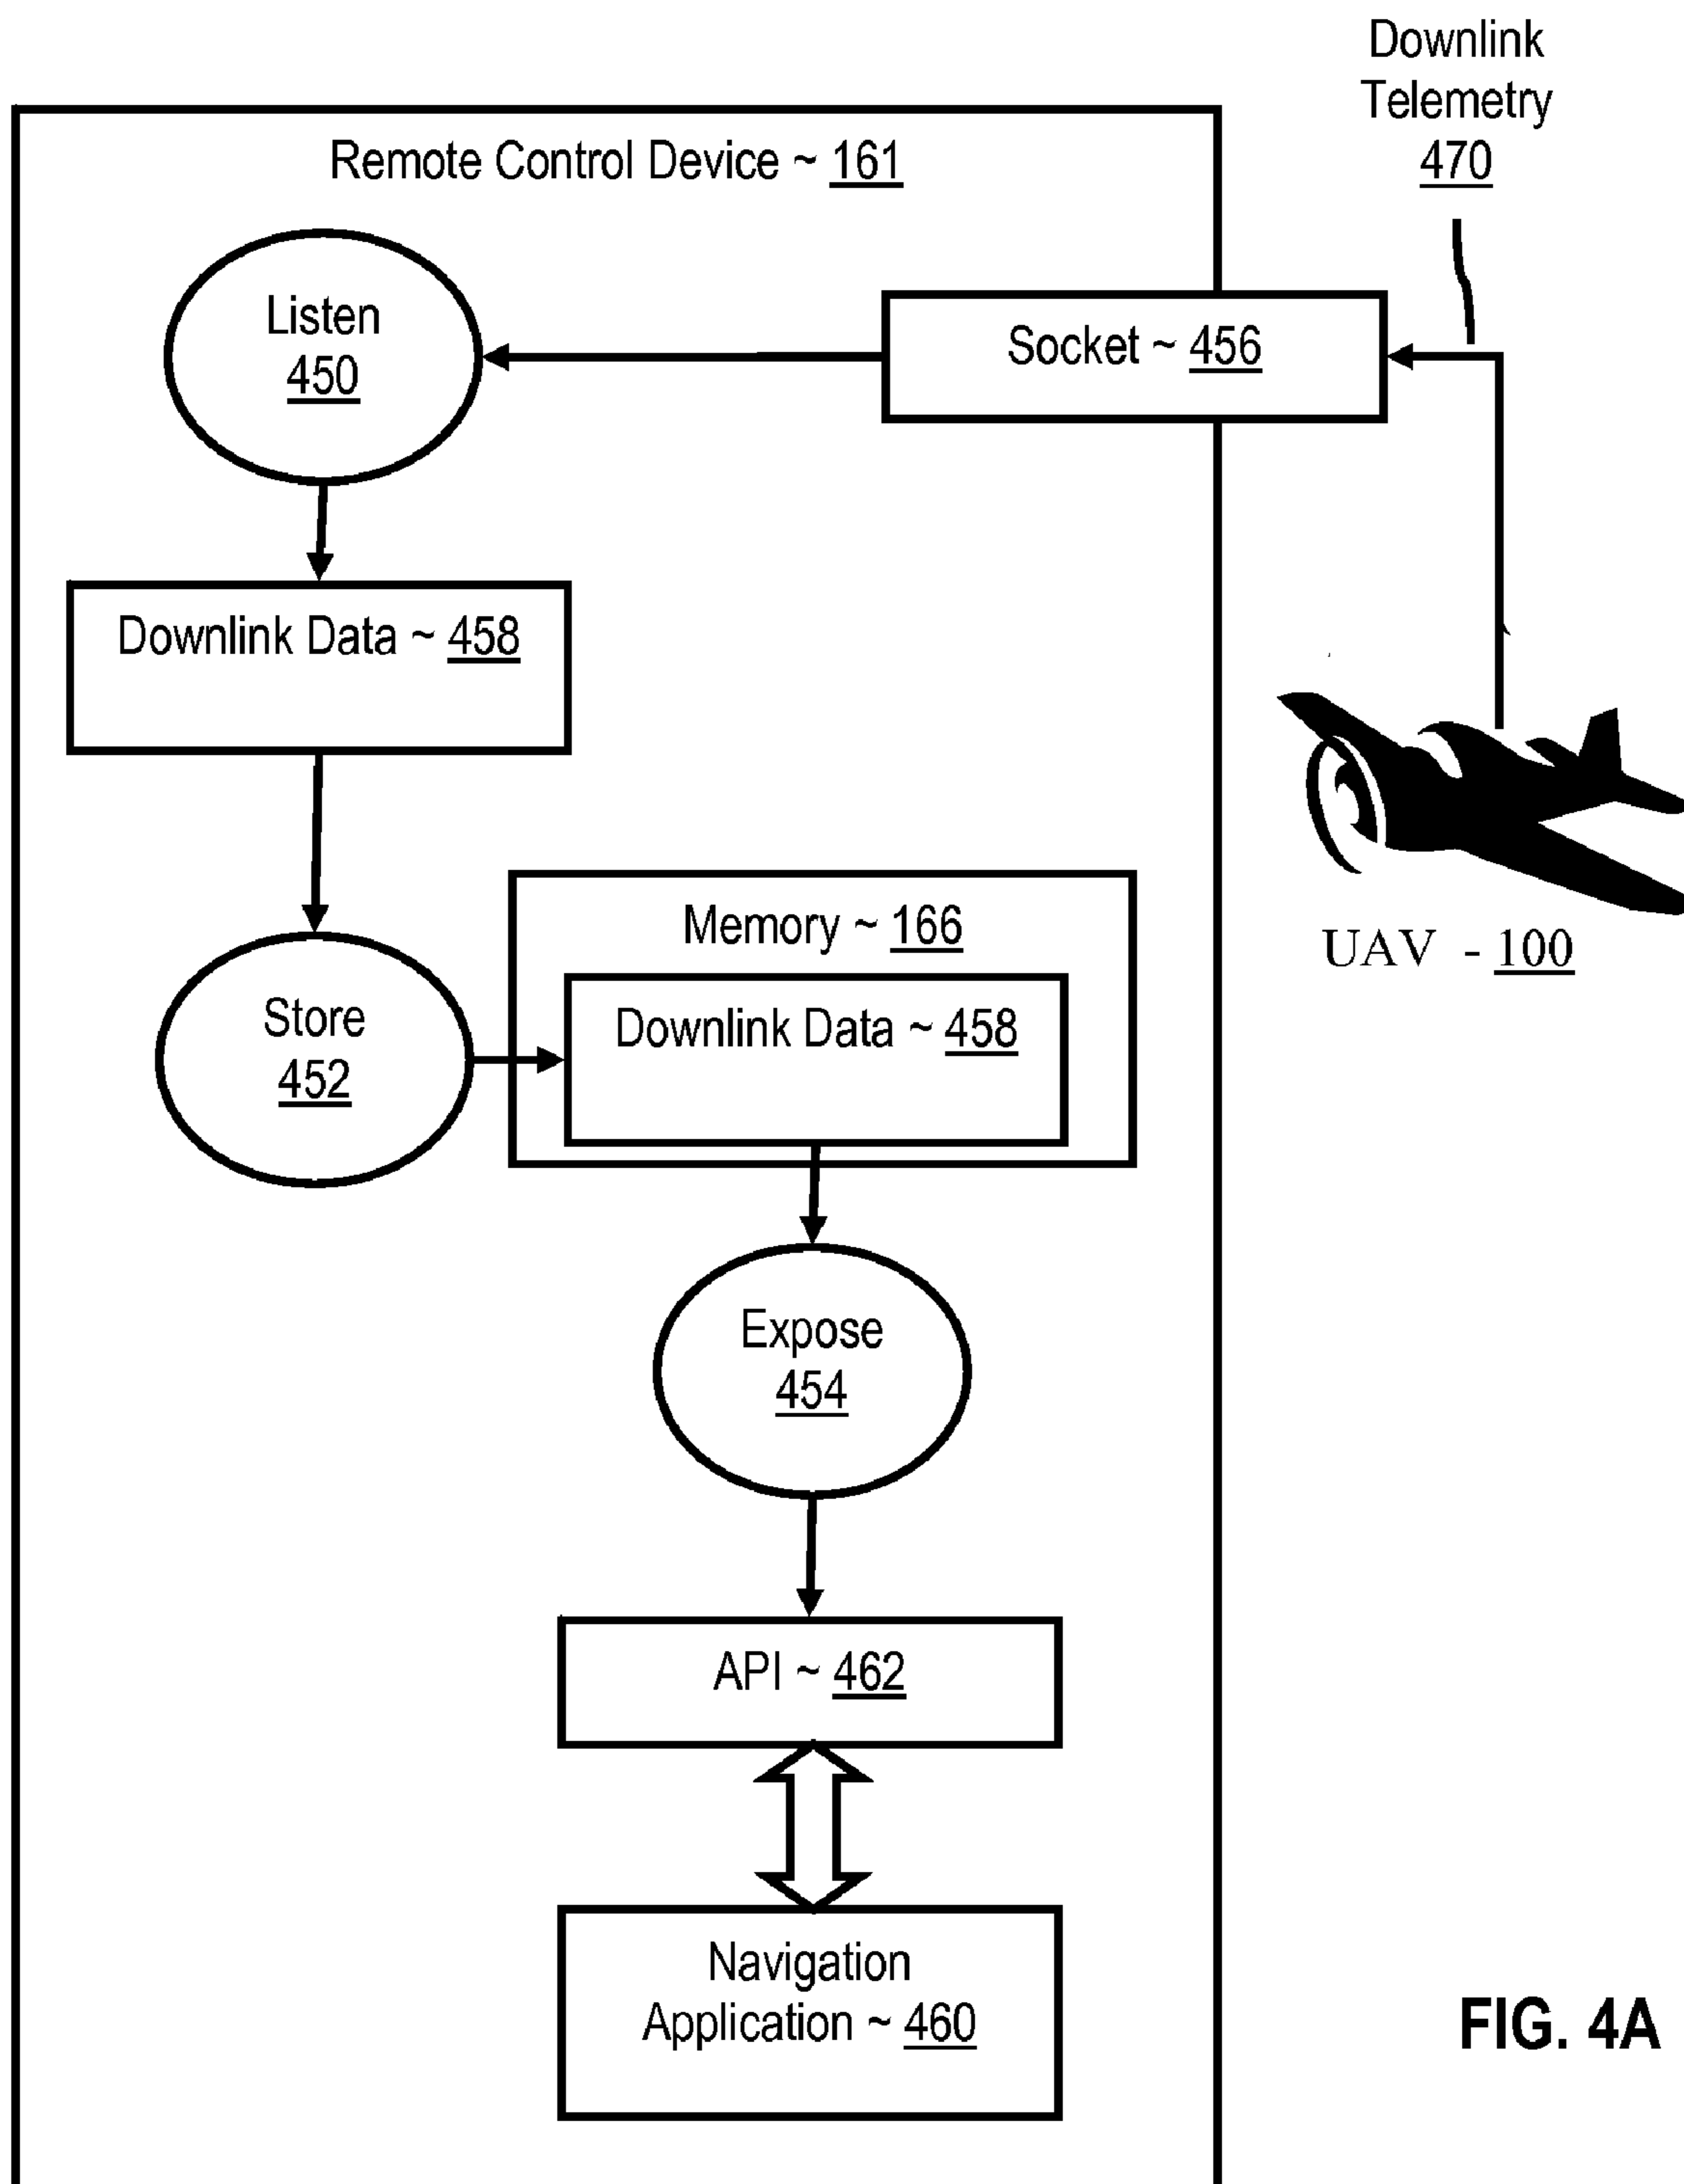 Downlink
Telemetry
470
Remote Control Device ~ 161
Listen
450
Socket ~ 456
Downlink Data ~ 458
Memory ~ 166
UAV - 100
Store
452
Downlink Data ~ 458
Expose
454
API ~ 462
Navigation
Application ~ 460
FIG. 4A